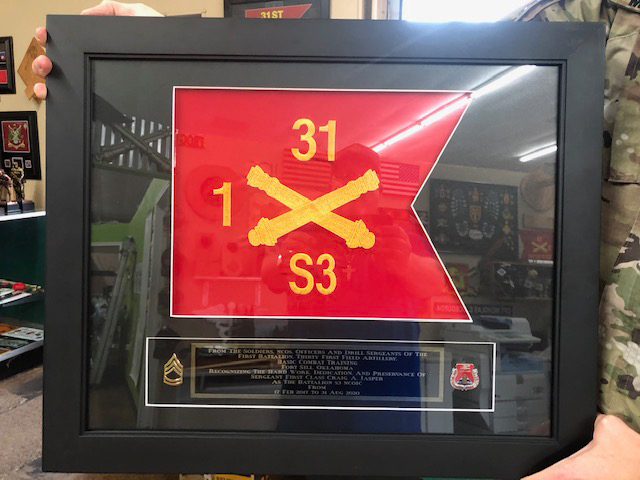 31ST
31
1
S3
FROM THE SOLDIERS, NCOS, OFFICERS AND DRILL SERGEANTS OF THE
FIRST BATTALION, THIRTY FIRST FIELD ARTILLERY
BASIC COMBAT TRAINING
FORT SILL, OKLAHOMA
RECOGNIZING THE HARD WORK, DEDICATION, AND PERSEVERANCE OF
SERGEANT FIRST CLASS CRAIG A. JASPER
AS THE BATTALION S3 NCOIC
FROM
17 FEB 2017 TO 31 AUG 2020